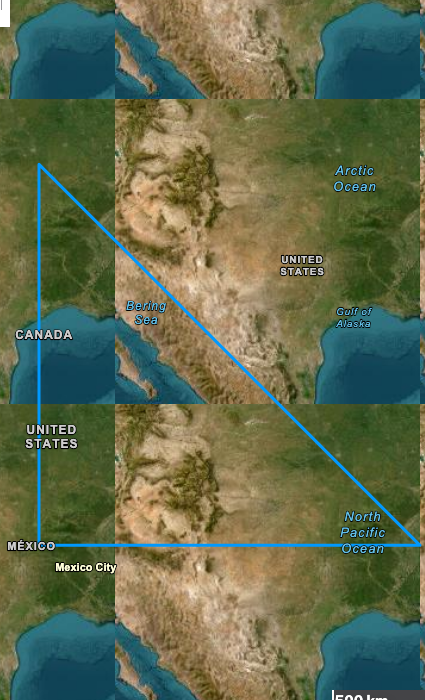 Arctic
Ocean
UNITED
STATES
Bering
Sea
Gulf of
Alaska
CANADA
UNITED
STATES
North
Pacific
Ocean
MÉXICO
Mexico City
500 km